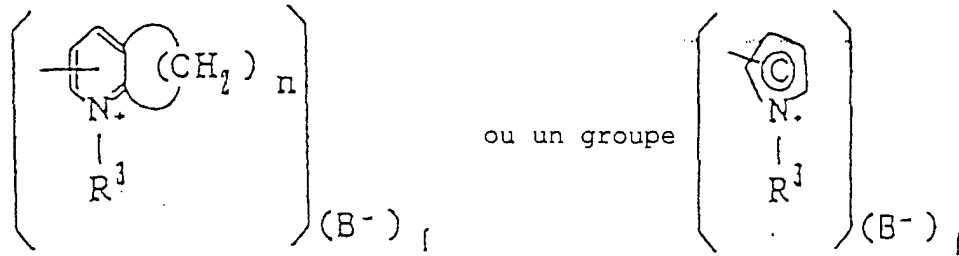 (CH₂)n
N+ N+
ou un groupe
R³ R³
(B⁻) (B⁻)